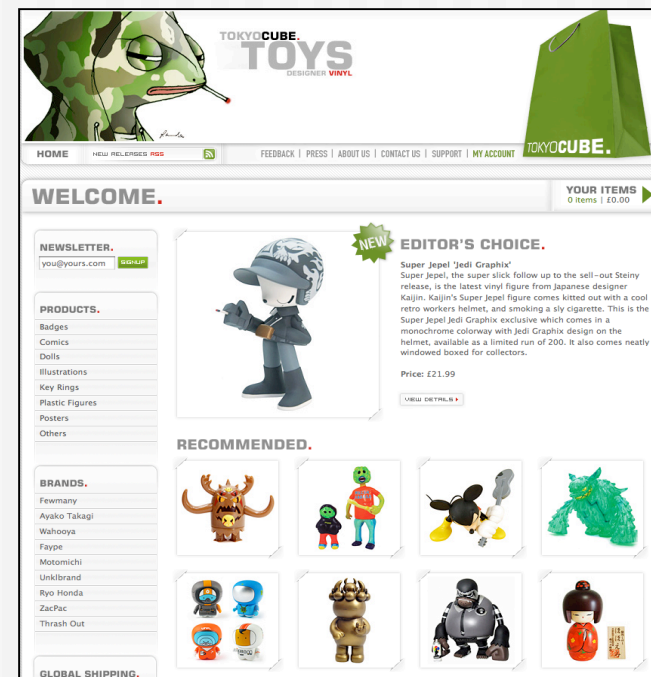 TOKYOCUBE.
TOYS
DESIGNER VINYL
TOKYOCUBE.
HOME
NEW RELEASES RSS
FEEDBACK | PRESS | ABOUT US | CONTACT US | SUPPORT | MY ACCOUNT
WELCOME.
YOUR ITEMS
0 items | £0.00
NEWSLETTER.
you@yours.com
SIGNUP
PRODUCTS.
Badges
Comics
Dolls
Illustrations
Key Rings
Plastic Figures
Posters
Others
BRANDS.
Fewmany
Ayako Takagi
Wahooya
Faype
Motomichi
Unklbrand
Ryo Honda
ZacPac
Thrash Out
GLOBAL SHIPPING.
NEW
EDITOR'S CHOICE.
Super Jepel 'Jedi Graphix'
Super Jepel, the super slick follow up to the sell-out Steiny
release, is the latest vinyl figure from Japanese designer
Kaijin. Kaijin's Super Jepel figure comes kitted out with a cool
retro workers helmet, and smoking a sly cigarette. This is the
Super Jepel Jedi Graphix exclusive which comes in a
monochrome colorway with Jedi Graphix design on the
helmet, available as a limited run of 200. It also comes neatly
windowed boxed for collectors.
Price: £21.99
VIEW DETAILS
RECOMMENDED.